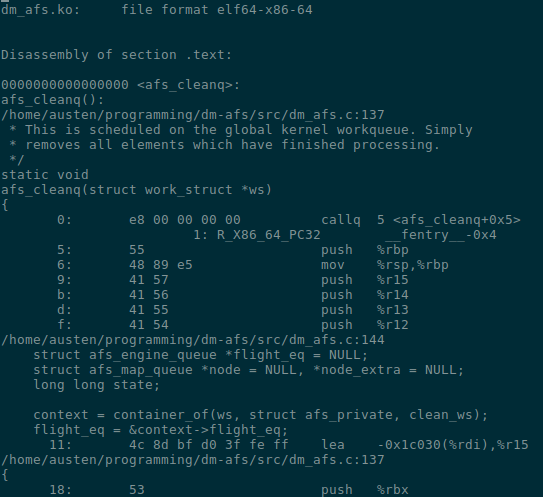 dm_afs.ko:     file format elf64-x86-64
Disassembly of section .text:
0000000000000000 <afs_cleanq>:
afs_cleanq():
/home/austen/programming/dm-afs/src/dm_afs.c:137
 * This is scheduled on the global kernel workqueue. Simply
 * removes all elements which have finished processing.
 */
static void
afs_cleanq(struct work_struct *ws)
{
       0:       e8 00 00 00 00          callq  5 <afs_cleanq+0x5>
                        1: R_X86_64_PC32        __fentry__-0x4
       5:       55                      push   %rbp
       6:       48 89 e5                mov    %rsp,%rbp
       9:       41 57                   push   %r15
       b:       41 56                   push   %r14
       d:       41 55                   push   %r13
       f:       41 54                   push   %r12
/home/austen/programming/dm-afs/src/dm_afs.c:144
    struct afs_engine_queue *flight_eq = NULL;
    struct afs_map_queue *node = NULL, *node_extra = NULL;
    long long state;
    context = container_of(ws, struct afs_private, clean_ws);
    flight_eq = &context->flight_eq;
      11:       4c 8d bf d0 3f fe ff    lea    -0x1c030(%rdi),%r15
/home/austen/programming/dm-afs/src/dm_afs.c:137
{
      18:       53                      push   %rbx